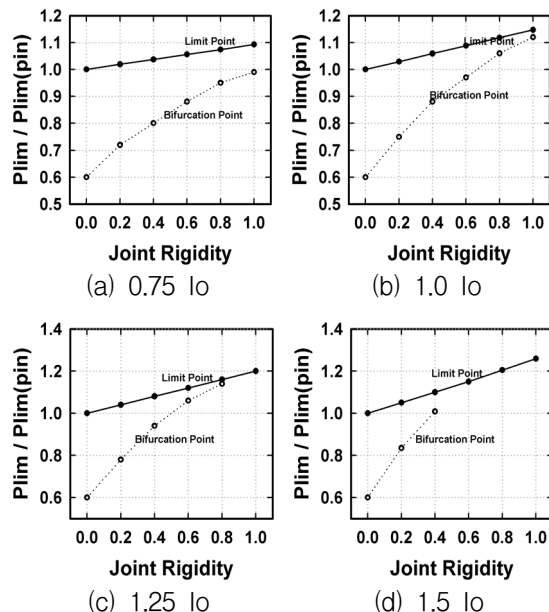 1.2
1.1
1.0
0.9
0.8
0.7
0.6
0.5
Plim / Plim(pin)
Limit Point
Bifurcation Point
0.0 0.2 0.4 0.6 0.8 1.0
Joint Rigidity
(a) 0.75 Io
1.2
1.1
1.0
0.9
0.8
0.7
0.6
0.5
Plim / Plim(pin)
Limit Point
Bifurcation Point
0.0 0.2 0.4 0.6 0.8 1.0
Joint Rigidity
(b) 1.0 Io
1.4
1.2
1.0
0.8
0.6
Plim / Plim(pin)
Limit Point
Bifurcation Point
0.0 0.2 0.4 0.6 0.8 1.0
Joint Rigidity
(c) 1.25 Io
1.4
1.2
1.0
0.8
0.6
Plim / Plim(pin)
Limit Point
Bifurcation Point
0.0 0.2 0.4 0.6 0.8 1.0
Joint Rigidity
(d) 1.5 Io